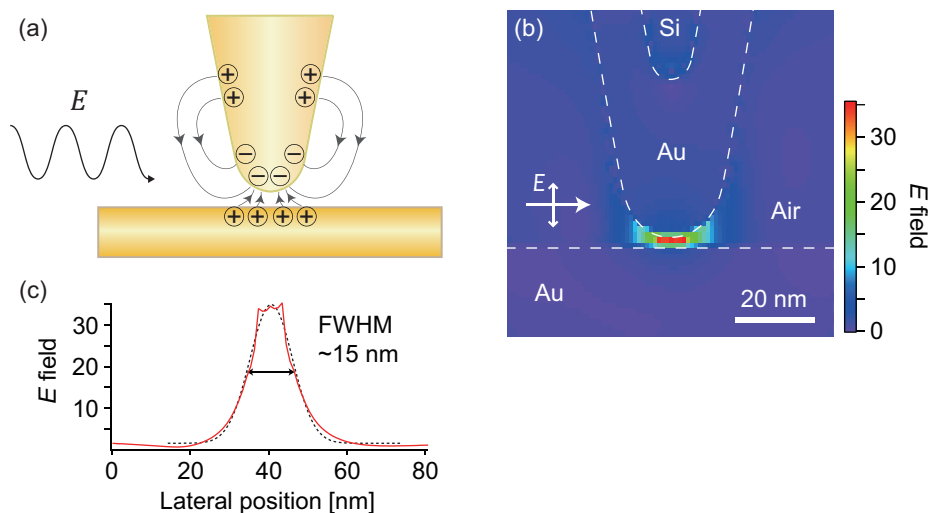 (a)
E
+ +
+ +
− −
− −
+ + + +
(b)
Si
Au
E
Air
Au
20 nm
30
20
10
0
E field
(c)
30
20
10
E field
FWHM
~15 nm
0 20 40 60 80
Lateral position [nm]